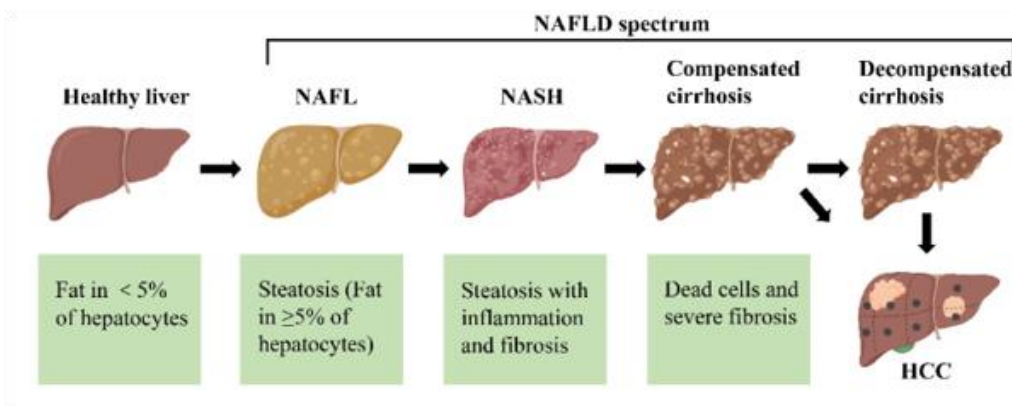 NAFLD spectrum
Healthy liver
NAFL
NASH
Compensated
cirrhosis
Decompensated
cirrhosis
Fat in < 5%
of hepatocytes
Steatosis (Fat
in ≥5% of
hepatocytes)
Steatosis with
inflammation
and fibrosis
Dead cells and
severe fibrosis
HCC